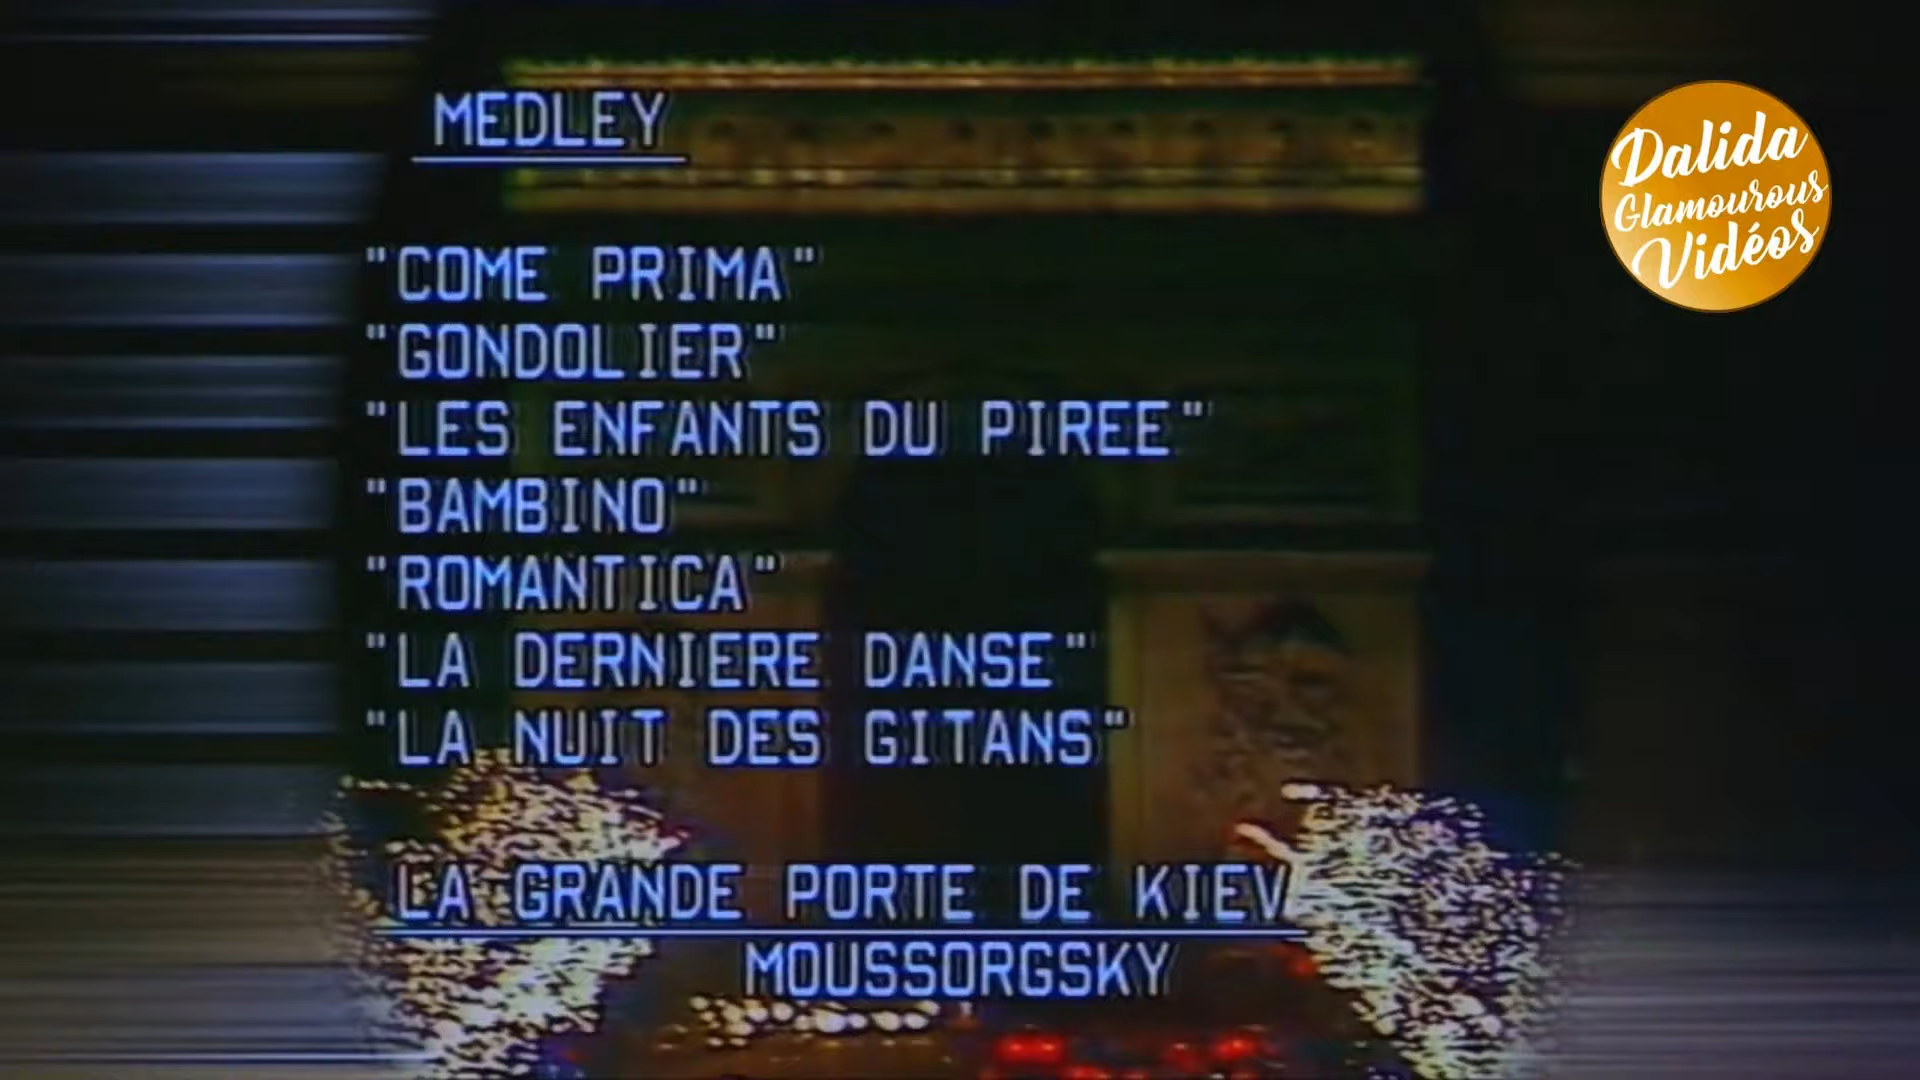 MEDLEY
"COME PRIMA"
"GONDOLIER"
"LES ENFANTS DU PIREE"
"BAMBINO"
"ROMANTICA"
"LA DERNIERE DANSE"
"LA NUIT DES GITANS"
LA GRANDE PORTE DE KIEV
MOUSSORGSKY
Dalida
Glamourous
Vidéos